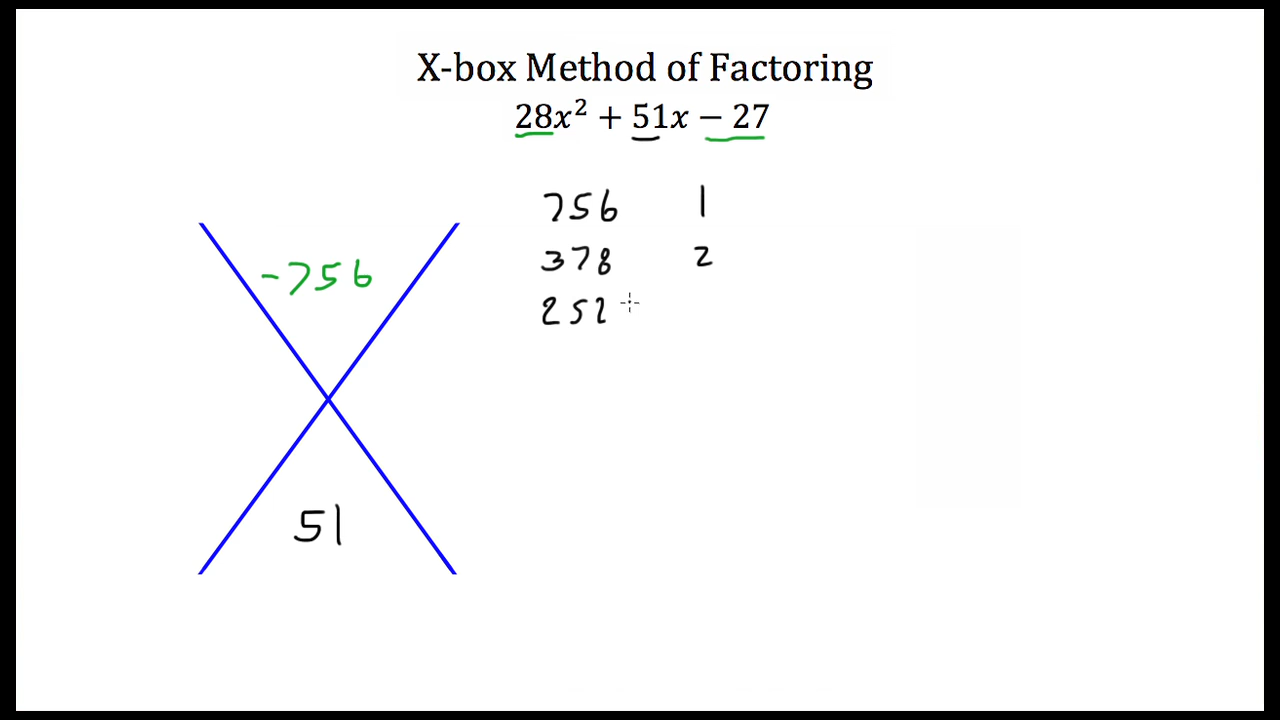 X-box Method of Factoring
28x² + 51x − 27
756 1
378 2
-756
252
51